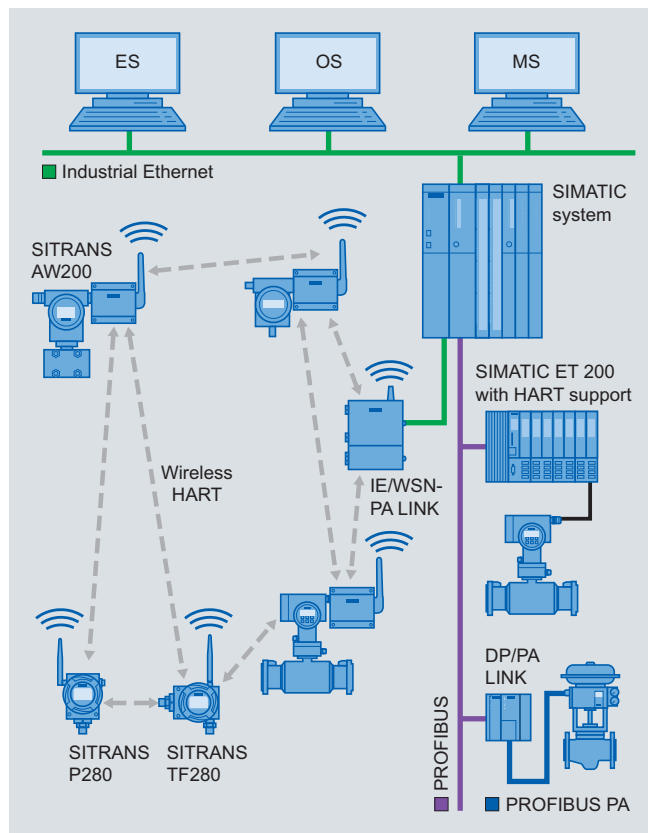 ES
OS
MS
Industrial Ethernet
SIMATIC
system
SITRANS
AW200
SIMATIC ET 200
with HART support
Wireless
HART
IE/WSN-
PA LINK
DP/PA
LINK
SITRANS
P280
SITRANS
TF280
PROFIBUS
PROFIBUS PA